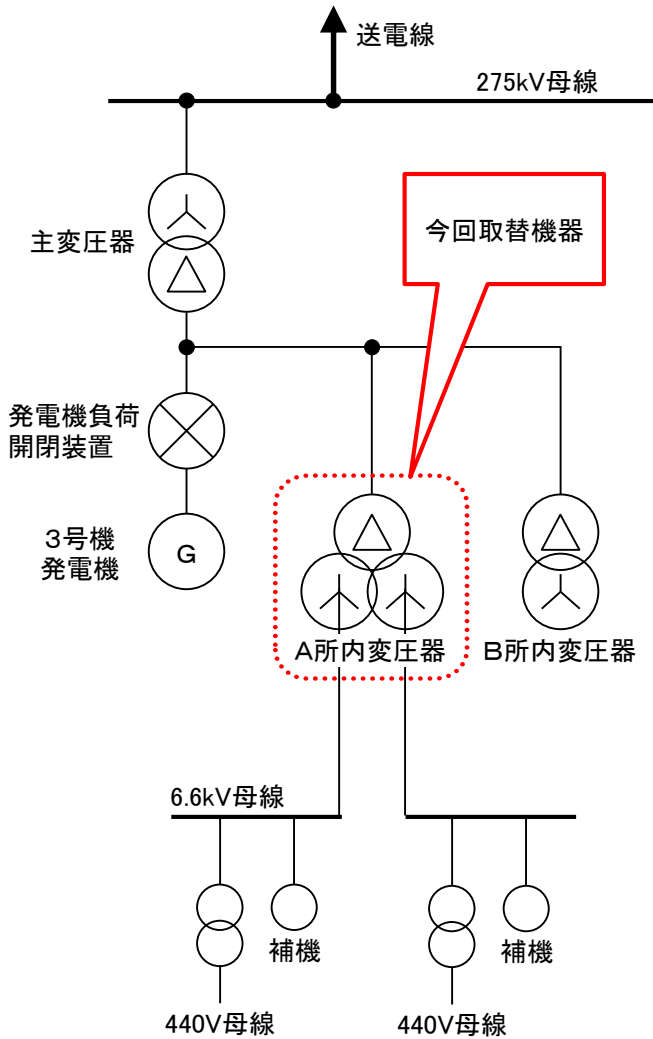 送電線
275kV母線
主変圧器
今回取替機器
発電機負荷
開閉装置
3号機
発電機
G
A所内変圧器
B所内変圧器
6.6kV母線
補機
補機
440V母線
440V母線